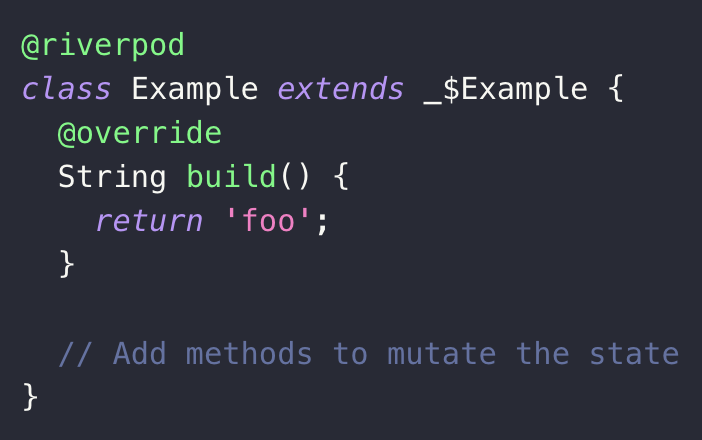 @riverpod
class Example extends _$Example {
  @override
  String build() {
    return 'foo';
  }

  // Add methods to mutate the state
}